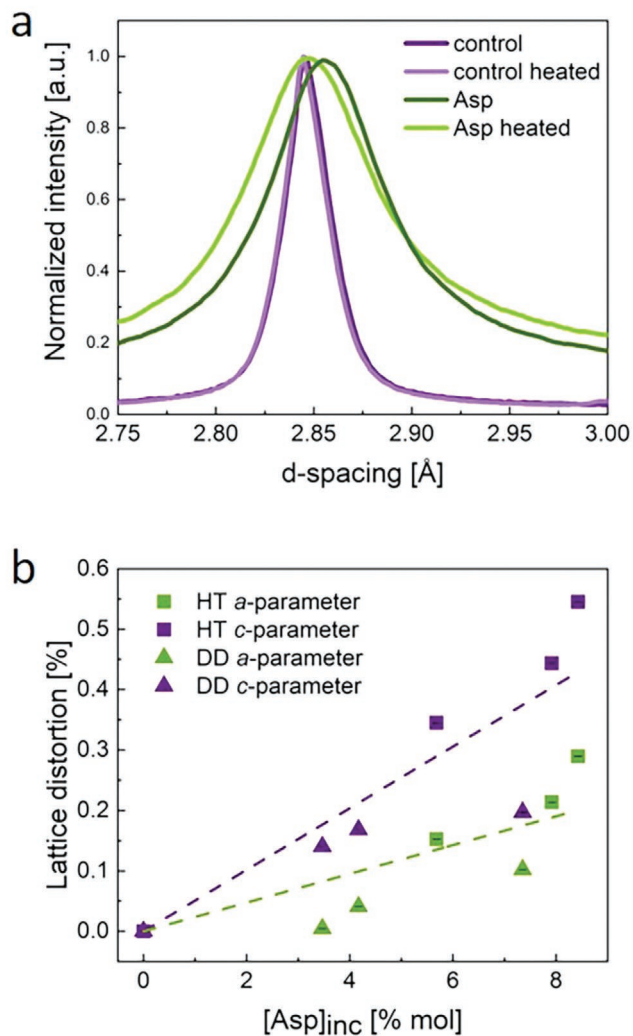 a
control
control heated
Asp
Asp heated
Normalized intensity [a.u.]
1.0
0.8
0.6
0.4
0.2
0.0
2.75 2.80 2.85 2.90 2.95 3.00
d-spacing [Å]
b
HT a-parameter
HT c-parameter
DD a-parameter
DD c-parameter
Lattice distortion [%]
0.6
0.5
0.4
0.3
0.2
0.1
0.0
0 2 4 6 8
[Asp]inc [% mol]